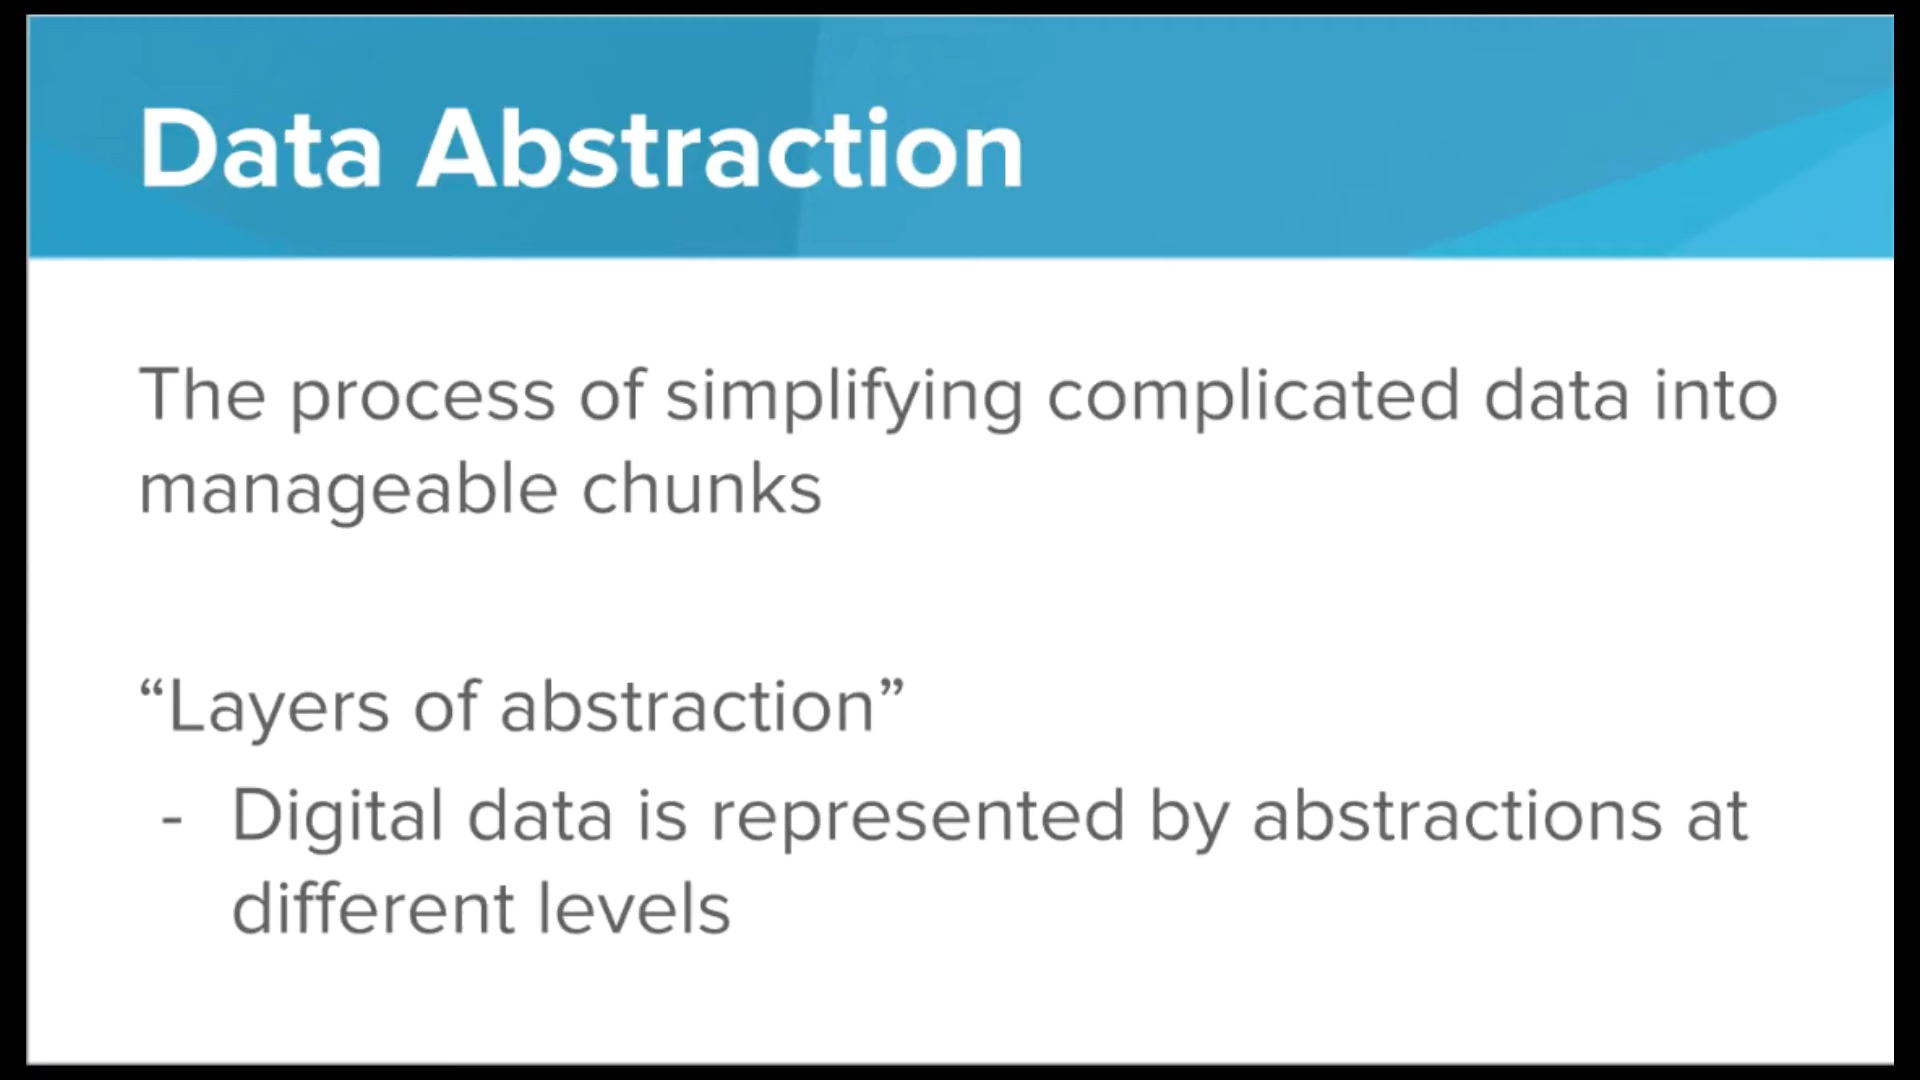 Data Abstraction
The process of simplifying complicated data into
manageable chunks
“Layers of abstraction”
- Digital data is represented by abstractions at
different levels